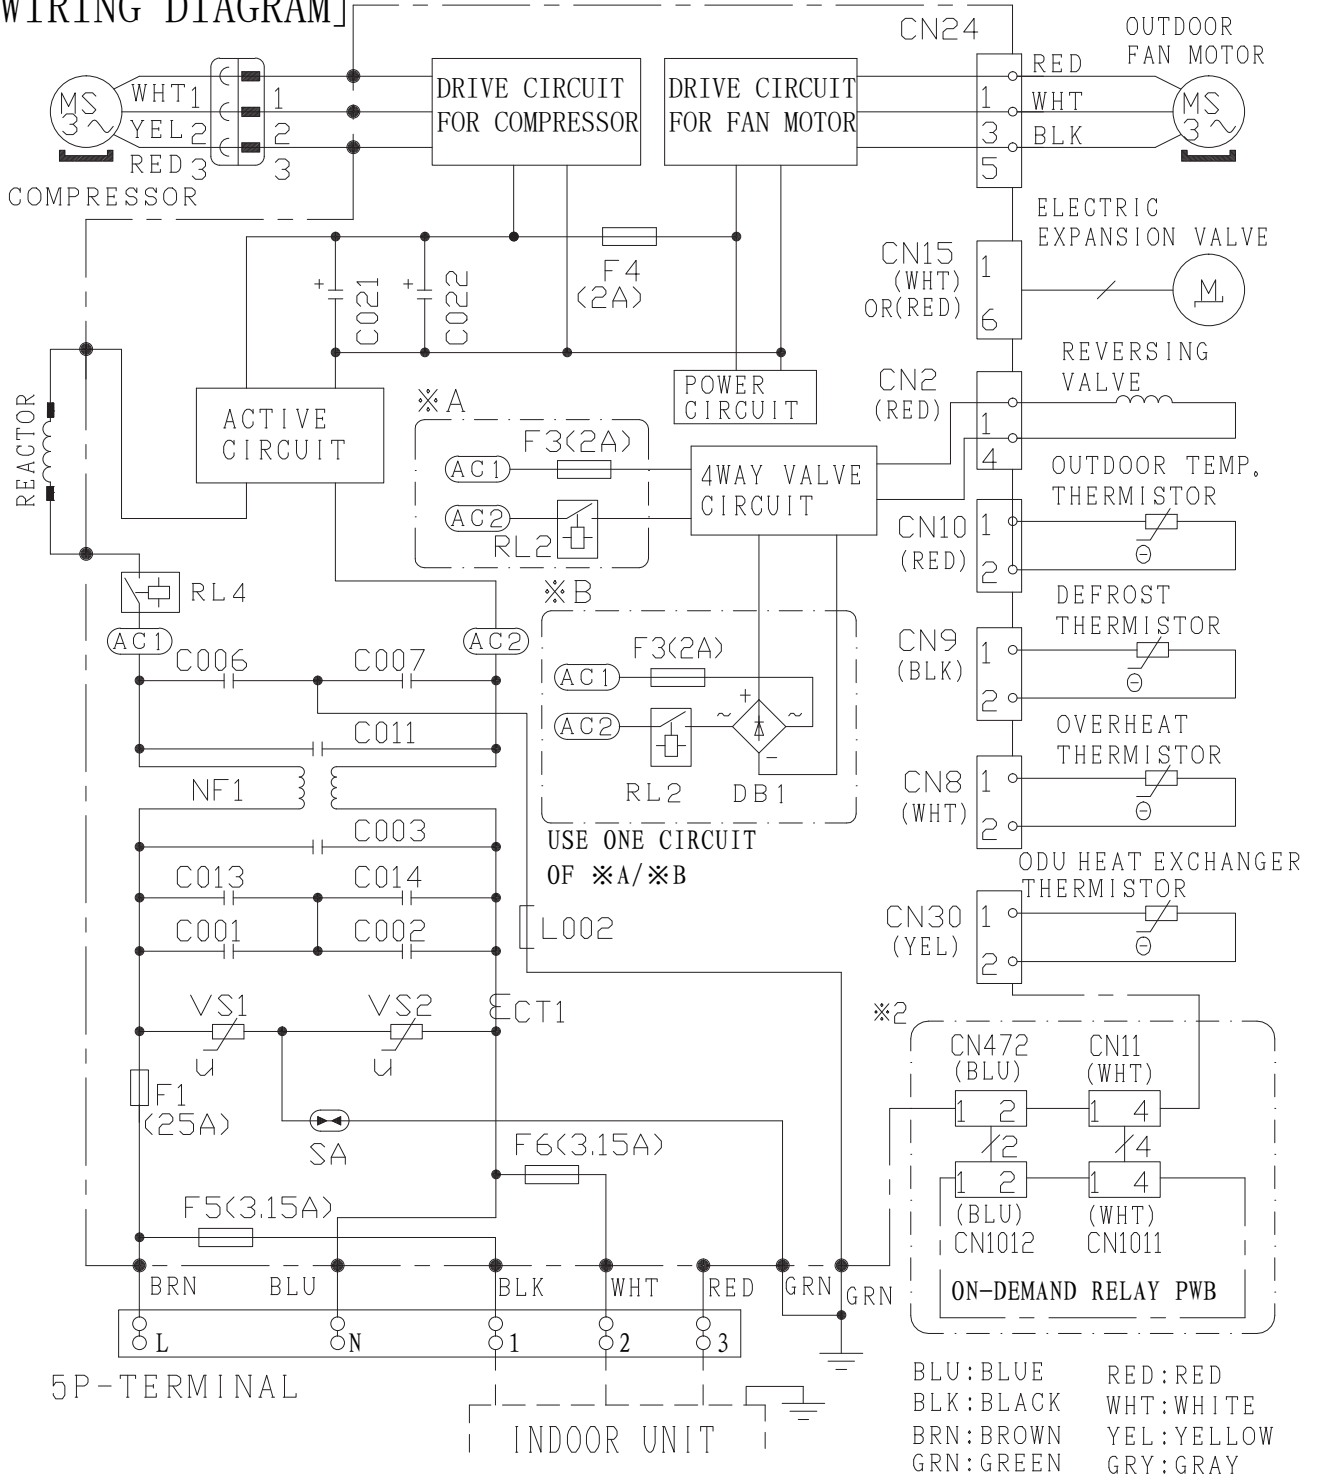 WIRING DIAGRAM]
CN24
OUTDOOR
FAN MOTOR
MS
3~
WHT 1
YEL 2
RED 3
1
2
3
COMPRESSOR
DRIVE CIRCUIT
FOR COMPRESSOR
DRIVE CIRCUIT
FOR FAN MOTOR
1
3
5
RED
WHT
BLK
MS
3~
ELECTRIC
EXPANSION VALVE
CN15
(WHT)
OR(RED)
1
6
M
F4
(2A)
+
C021
+
C022
REVERSING
VALVE
CN2
(RED)
1
4
POWER
CIRCUIT
REACTOR
ACTIVE
CIRCUIT
※A
F3(2A)
AC1
AC2
RL2
4WAY VALVE
CIRCUIT
OUTDOOR TEMP.
THERMISTOR
CN10
(RED)
1
2
Θ
RL4
AC1
AC2
※B
F3(2A)
AC1
AC2
+
~
~
-
RL2
DB1
USE ONE CIRCUIT
OF ※A/※B
DEFROST
THERMISTOR
CN9
(BLK)
1
2
Θ
OVERHEAT
THERMISTOR
CN8
(WHT)
1
2
Θ
ODU HEAT EXCHANGER
THERMISTOR
CN30
(YEL)
1
2
Θ
C006
C007
C011
NF1
C003
C013
C014
C001
C002
L002
VS1
U
VS2
U
CT1
F1
(25A)
SA
F6(3.15A)
F5(3.15A)
※2
CN472
(BLU)
CN11
(WHT)
1 2
1 4
2
4
1 2
1 4
(BLU)
CN1012
(WHT)
CN1011
ON-DEMAND RELAY PWB
BRN
BLU
BLK
WHT
RED
GRN
GRN
L
N
1
2
3
5P-TERMINAL
INDOOR UNIT
BLU:BLUE
BLK:BLACK
BRN:BROWN
GRN:GREEN
RED:RED
WHT:WHITE
YEL:YELLOW
GRY:GRAY